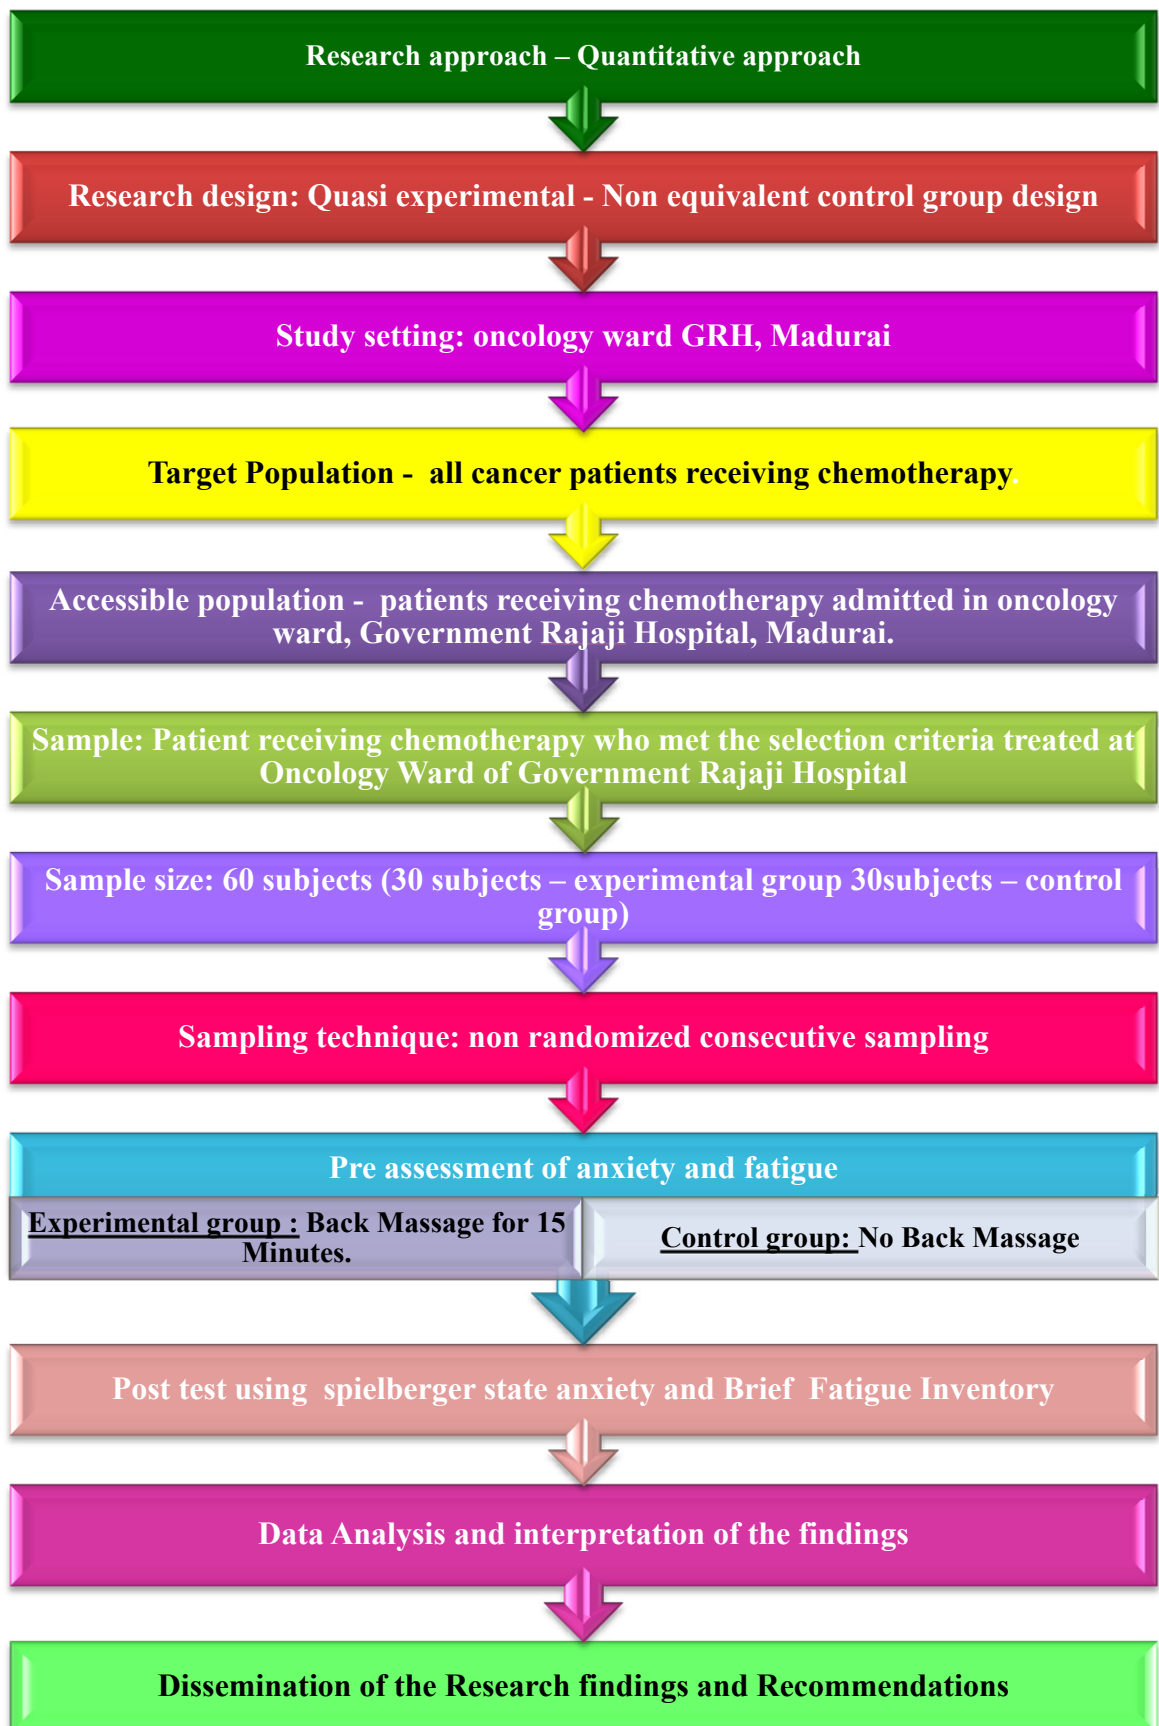 Research approach – Quantitative approach
Research design: Quasi experimental - Non equivalent control group design
Study setting: oncology ward GRH, Madurai
Target Population -  all cancer patients receiving chemotherapy.
Accessible population -  patients receiving chemotherapy admitted in oncology
ward, Government Rajaji Hospital, Madurai.
Sample: Patient receiving chemotherapy who met the selection criteria treated at
Oncology Ward of Government Rajaji Hospital
Sample size: 60 subjects (30 subjects – experimental group 30subjects – control
group)
Sampling technique: non randomized consecutive sampling
Pre assessment of anxiety and fatigue
Experimental group : Back Massage for 15
Minutes.
Control group: No Back Massage
Post test using  spielberger state anxiety and Brief  Fatigue Inventory
Data Analysis and interpretation of the findings
Dissemination of the Research findings and Recommendations